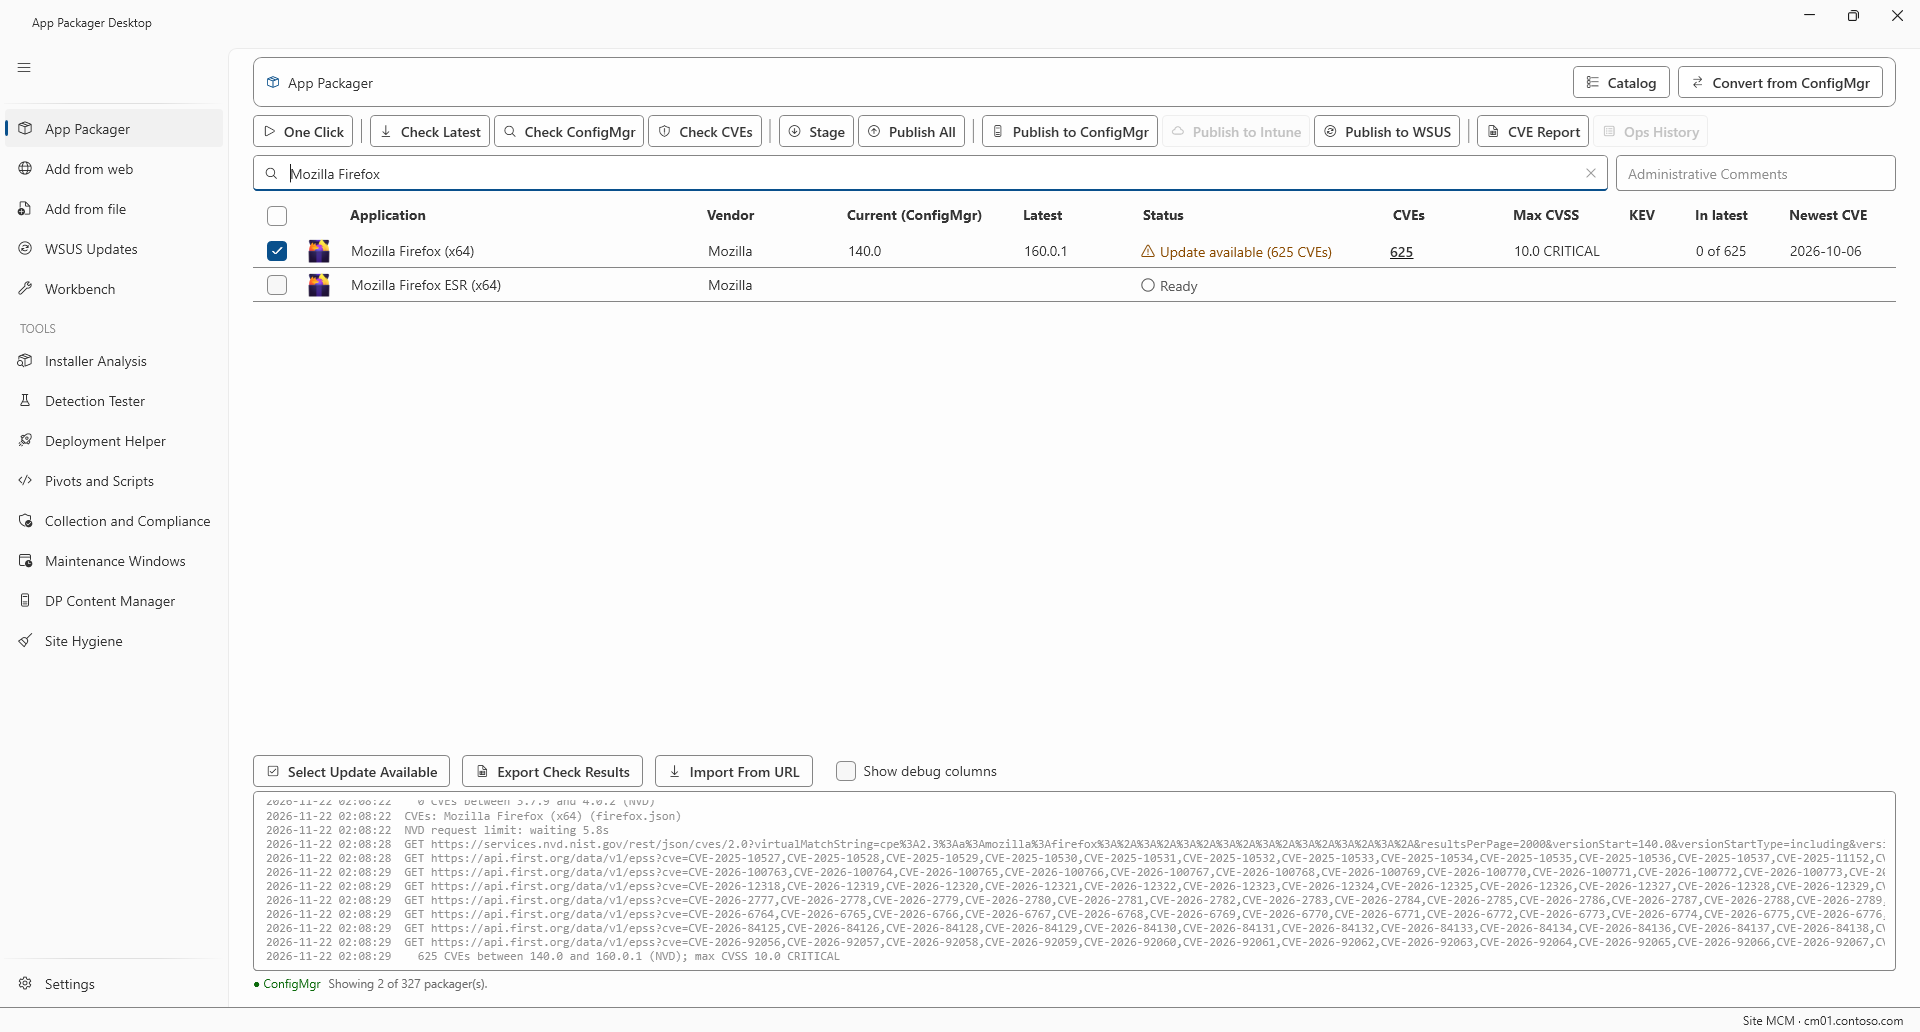 App Packager Desktop
App Packager
Catalog
Convert from ConfigMgr
One Click
Check Latest
Check ConfigMgr
Check CVEs
Stage
Publish All
Publish to ConfigMgr
Publish to Intune
Publish to WSUS
CVE Report
Ops History
Mozilla Firefox
Administrative Comments
Application Vendor Current (ConfigMgr) Latest Status CVEs Max CVSS KEV In latest Newest CVE
Mozilla Firefox (x64) Mozilla 140.0 160.0.1 Update available (625 CVEs) 625 10.0 CRITICAL 0 of 625 2026-10-06
Mozilla Firefox ESR (x64) Mozilla Ready
App Packager
Add from web
Add from file
WSUS Updates
Workbench
TOOLS
Installer Analysis
Detection Tester
Deployment Helper
Pivots and Scripts
Collection and Compliance
Maintenance Windows
DP Content Manager
Site Hygiene
Settings
Select Update Available
Export Check Results
Import From URL
Show debug columns
2026-11-22 02:08:22 0 CVEs between 3.7.9 and 4.0.2 (NVD)
2026-11-22 02:08:22 CVEs: Mozilla Firefox (x64) (firefox.json)
2026-11-22 02:08:22 NVD request limit: waiting 5.8s
2026-11-22 02:08:28 GET https://services.nvd.nist.gov/rest/json/cves/2.0?virtualMatchString=cpe%3A2.3%3Aa%3Amozilla%3Afirefox%3A%2A%3A%2A%3A%2A%3A%2A%3A%2A%3A%2A%3A%2A%3A%2A&resultsPerPage=2000&versionStart=140.0&versionStartType=including&versi
2026-11-22 02:08:28 GET https://api.first.org/data/v1/epss?cve=CVE-2025-10527,CVE-2025-10528,CVE-2025-10529,CVE-2025-10530,CVE-2025-10531,CVE-2025-10532,CVE-2025-10533,CVE-2025-10534,CVE-2025-10535,CVE-2025-10536,CVE-2025-10537,CVE-2025-11152,CV
2026-11-22 02:08:29 GET https://api.first.org/data/v1/epss?cve=CVE-2026-100763,CVE-2026-100764,CVE-2026-100765,CVE-2026-100766,CVE-2026-100767,CVE-2026-100768,CVE-2026-100769,CVE-2026-100770,CVE-2026-100771,CVE-2026-100772,CVE-2026-100773,CVE-20
2026-11-22 02:08:29 GET https://api.first.org/data/v1/epss?cve=CVE-2026-12318,CVE-2026-12319,CVE-2026-12320,CVE-2026-12321,CVE-2026-12322,CVE-2026-12323,CVE-2026-12324,CVE-2026-12325,CVE-2026-12326,CVE-2026-12327,CVE-2026-12328,CVE-2026-12329,CV
2026-11-22 02:08:29 GET https://api.first.org/data/v1/epss?cve=CVE-2026-2777,CVE-2026-2778,CVE-2026-2779,CVE-2026-2780,CVE-2026-2781,CVE-2026-2782,CVE-2026-2783,CVE-2026-2784,CVE-2026-2785,CVE-2026-2786,CVE-2026-2787,CVE-2026-2788,CVE-2026-2789,
2026-11-22 02:08:29 GET https://api.first.org/data/v1/epss?cve=CVE-2026-6764,CVE-2026-6765,CVE-2026-6766,CVE-2026-6767,CVE-2026-6768,CVE-2026-6769,CVE-2026-6770,CVE-2026-6771,CVE-2026-6772,CVE-2026-6773,CVE-2026-6774,CVE-2026-6775,CVE-2026-6776,
2026-11-22 02:08:29 GET https://api.first.org/data/v1/epss?cve=CVE-2026-84125,CVE-2026-84126,CVE-2026-84128,CVE-2026-84129,CVE-2026-84130,CVE-2026-84131,CVE-2026-84132,CVE-2026-84133,CVE-2026-84134,CVE-2026-84136,CVE-2026-84137,CVE-2026-84138,CV
2026-11-22 02:08:29 GET https://api.first.org/data/v1/epss?cve=CVE-2026-92056,CVE-2026-92057,CVE-2026-92058,CVE-2026-92059,CVE-2026-92060,CVE-2026-92061,CVE-2026-92062,CVE-2026-92063,CVE-2026-92064,CVE-2026-92065,CVE-2026-92066,CVE-2026-92067,CV
2026-11-22 02:08:29 625 CVEs between 140.0 and 160.0.1 (NVD); max CVSS 10.0 CRITICAL
ConfigMgr Showing 2 of 327 packager(s).
Site MCM · cm01.contoso.com